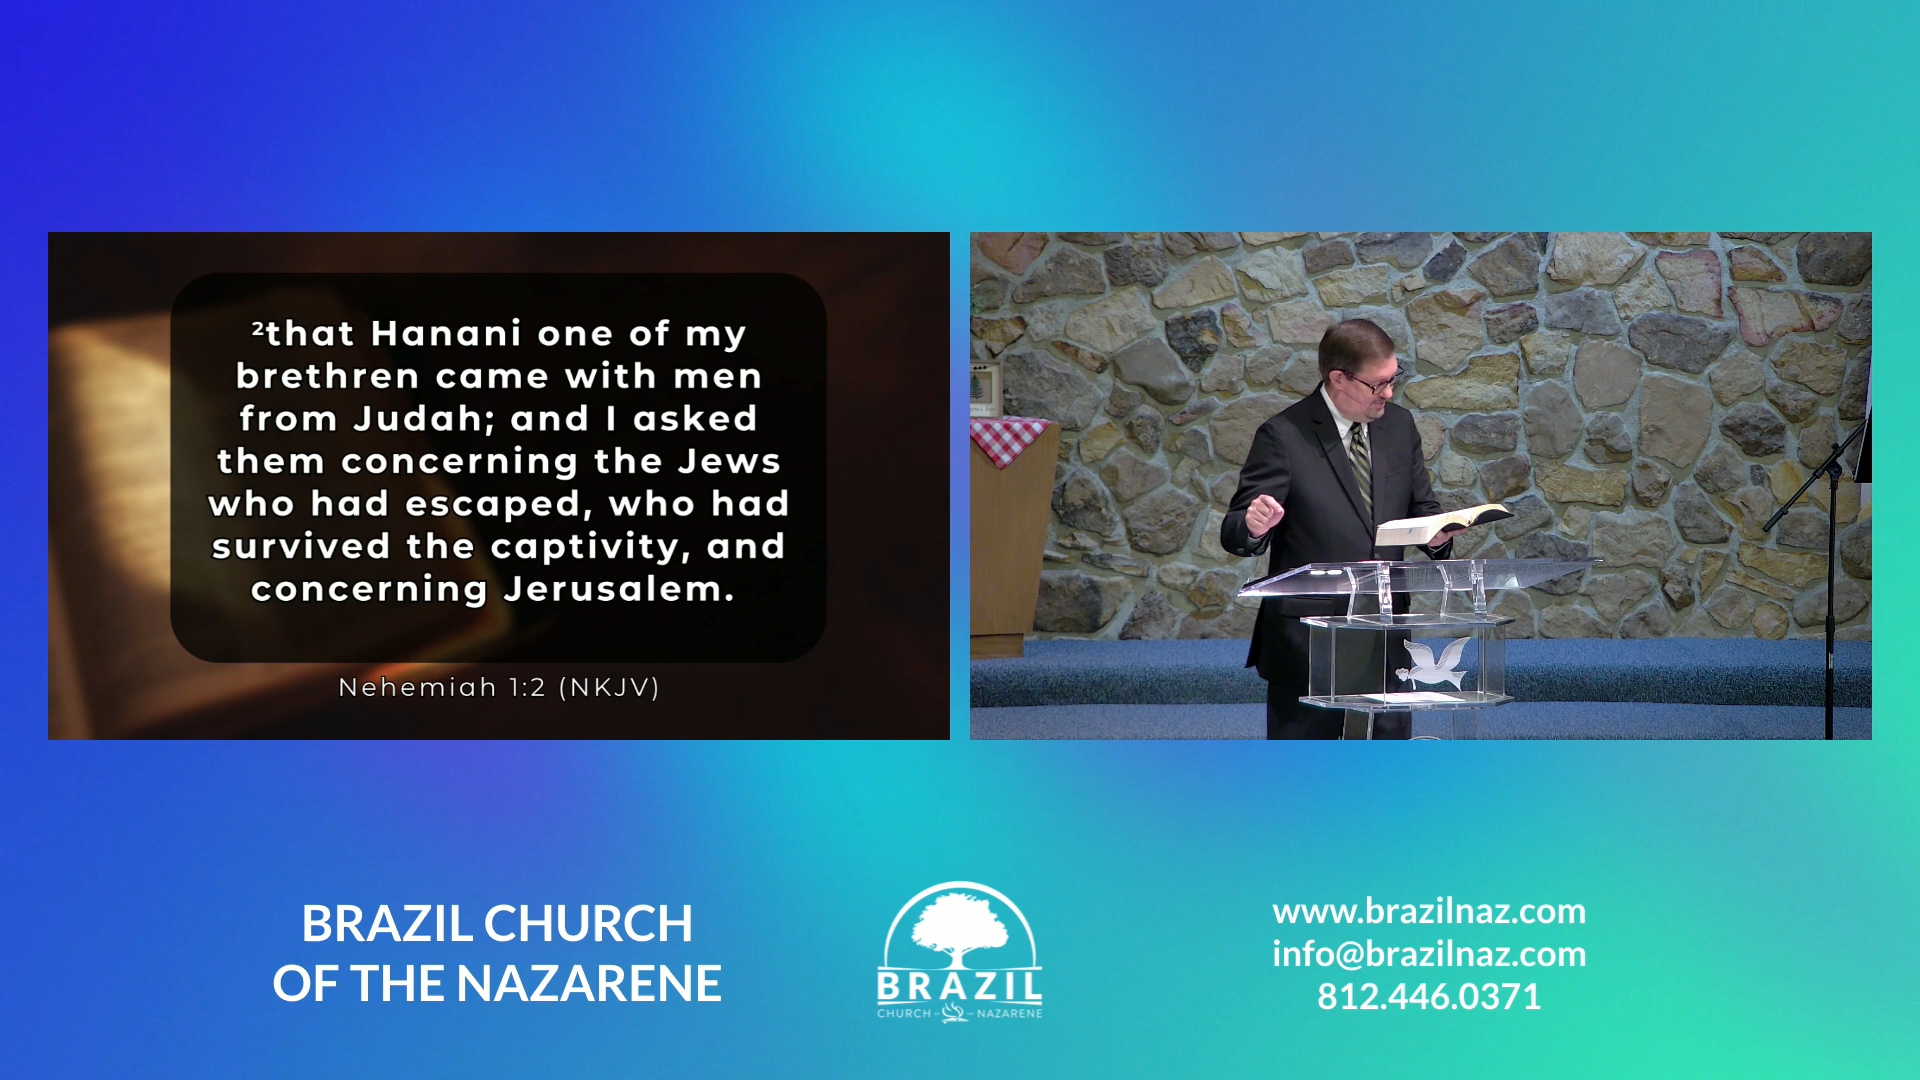 ²that Hanani one of my
brethren came with men
from Judah; and I asked
them concerning the Jews
who had escaped, who had
survived the captivity, and
concerning Jerusalem.
Nehemiah 1:2 (NKJV)
BRAZIL CHURCH
OF THE NAZARENE
BRAZIL
CHURCH OF THE NAZARENE
www.brazilnaz.com
info@brazilnaz.com
812.446.0371